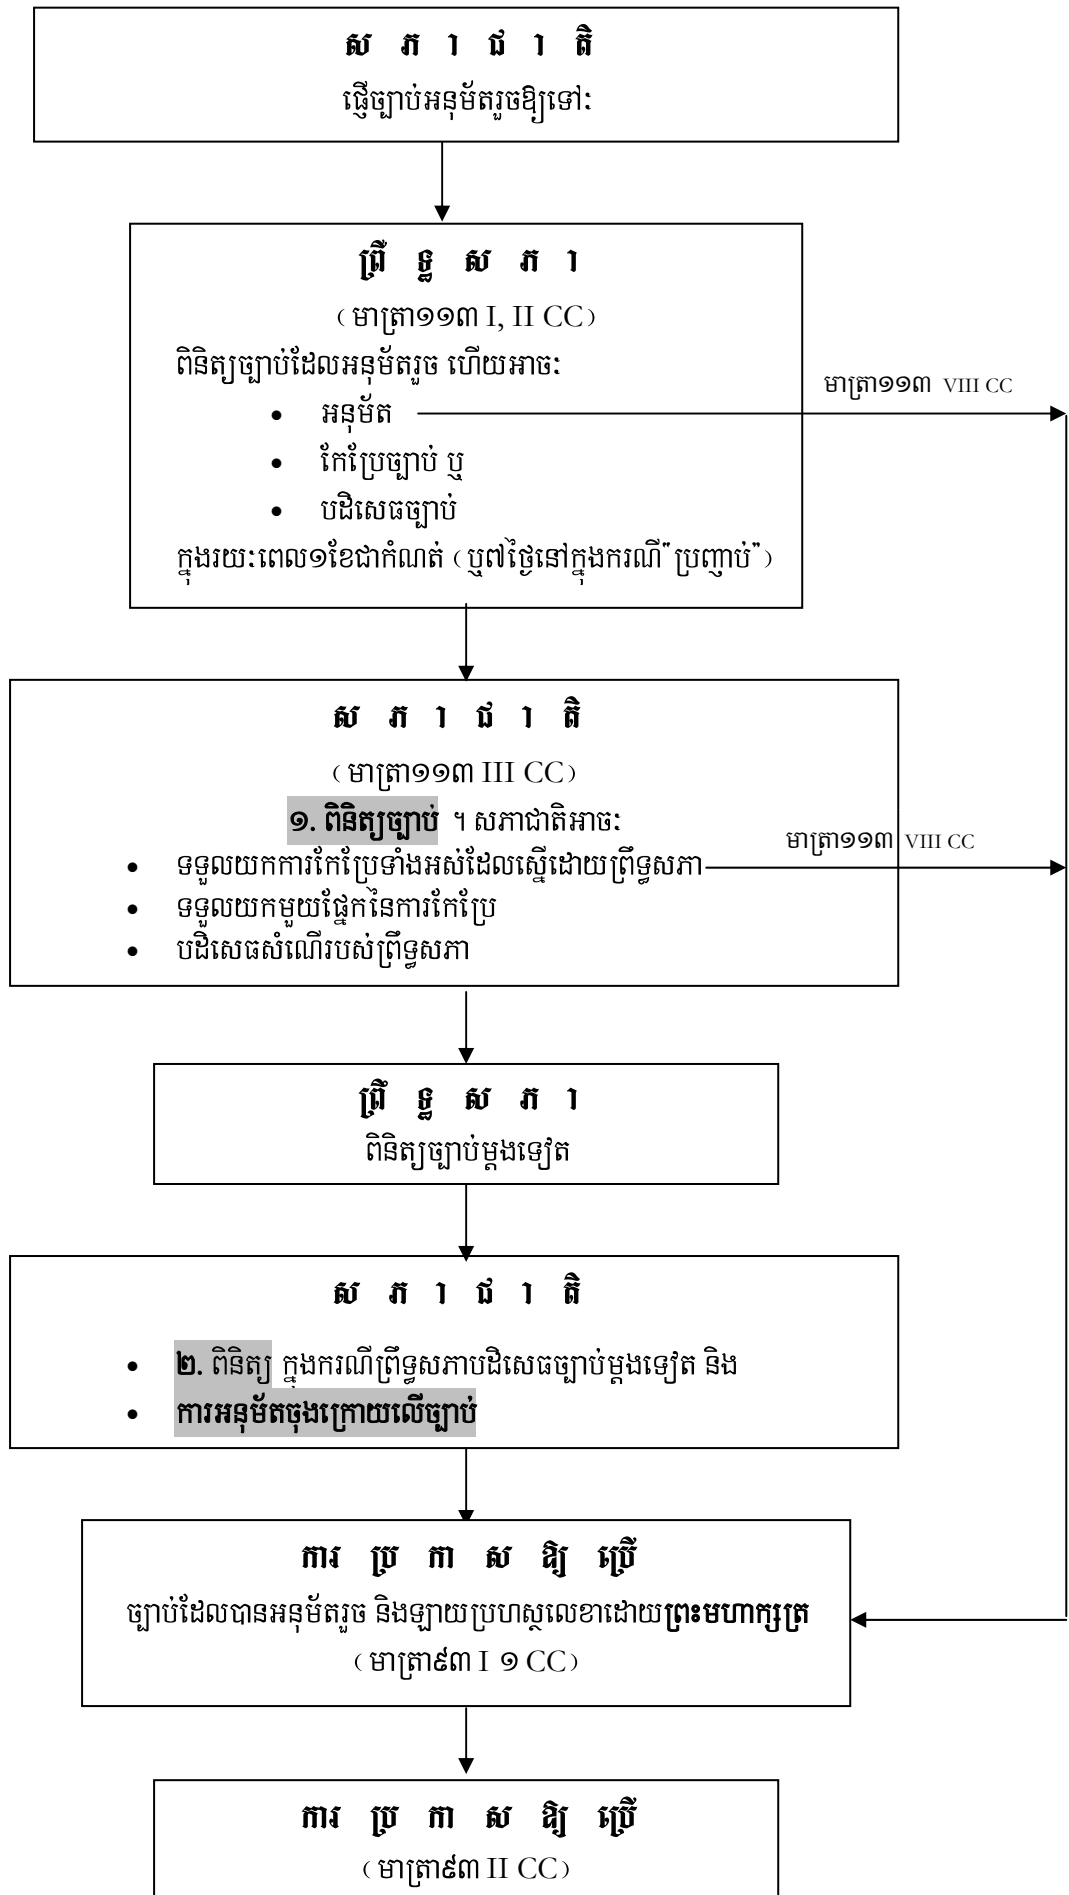 ស ភ ា ជ ា តិ
ផ្ញើច្បាប់អនុម័តរួចឱ្យទៅៈ
ព្រឹ ទ្ធ ស ភ ា
(មាត្រា១១៣ I, II CC)
ពិនិត្យច្បាប់ដែលអនុម័តរួច ហើយអាចៈ
• អនុម័ត
មាត្រា១១៣ VIII CC
• កែប្រែច្បាប់ ឬ
• បដិសេធច្បាប់
ក្នុងរយៈពេល១ខែជាកំណត់ (ឬ៧ថ្ងៃនៅក្នុងករណី"ប្រញាប់")
ស ភ ា ជ ា តិ
(មាត្រា១១៣ III CC)
១. ពិនិត្យច្បាប់ ។ សភាជាតិអាចៈ
មាត្រា១១៣ VIII CC
• ទទួលយកការកែប្រែទាំងអស់ដែលស្នើដោយព្រឹទ្ធសភា
• ទទួលយកមួយផ្នែកនៃការកែប្រែ
• បដិសេធសំណើរបស់ព្រឹទ្ធសភា
ព្រឹ ទ្ធ ស ភ ា
ពិនិត្យច្បាប់ម្តងទៀត
ស ភ ា ជ ា តិ
• ២. ពិនិត្យ ក្នុងករណីព្រឹទ្ធសភាបដិសេធច្បាប់ម្តងទៀត និង
• ការអនុម័តចុងក្រោយលើច្បាប់
ការ ប្រ កា ស ឱ្យ ប្រើ
ច្បាប់ដែលបានអនុម័តរួច និងឡាយប្រហស្ថលេខាដោយព្រះមហាក្សត្រ
(មាត្រា៩៣ I ១ CC)
ការ ប្រ កា ស ឱ្យ ប្រើ
(មាត្រា៩៣ II CC)